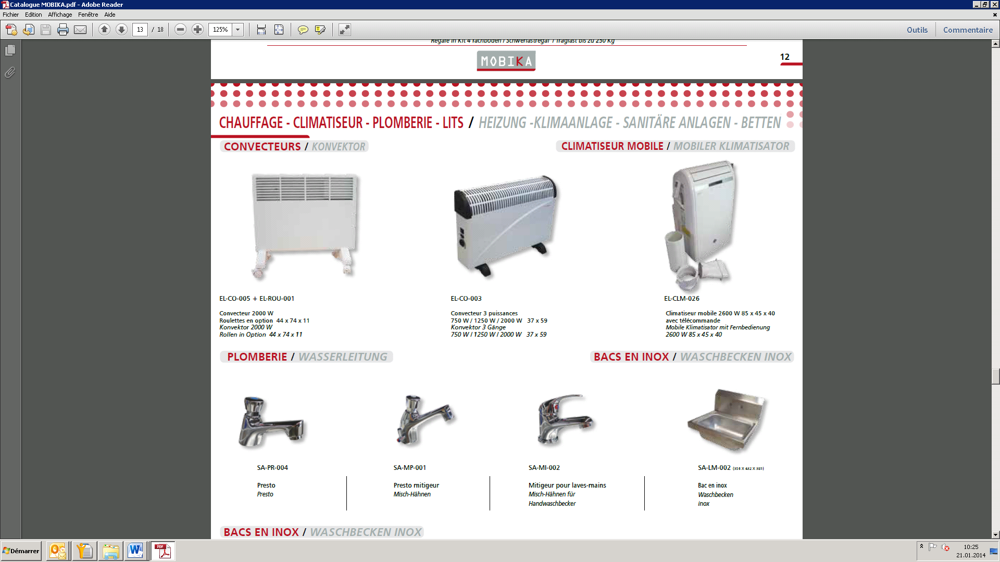 Catalogue MOBIKA.pdf - Adobe Reader
Fichier Edition Affichage Fenêtre Aide
13 / 18 125% Outils Commentaire
Regale in Kit 4 Fachböden / Schwerlastregal / Traglast bis zu 250 Kg
MOBIKA
12
CHAUFFAGE - CLIMATISEUR - PLOMBERIE - LITS / HEIZUNG -KLIMAANLAGE - SANITÄRE ANLAGEN - BETTEN
CONVECTEURS / KONVEKTOR
CLIMATISEUR MOBILE / MOBILER KLIMATISATOR
EL-CO-005 + EL-ROU-001
Convecteur 2000 W
Roulettes en option 44 x 74 x 11
Konvektor 2000 W
Rollen in Option 44 x 74 x 11
EL-CO-003
Convecteur 3 puissances
750 W / 1250 W / 2000 W 37 x 59
Konvektor 3 Gänge
750 W / 1250 W / 2000 W 37 x 59
EL-CLM-026
Climatiseur mobile 2600 W 85 x 45 x 40
avec télécommande
Mobile Klimatisator mit Fernbedienung
2600 W 85 x 45 x 40
PLOMBERIE / WASSERLEITUNG
BACS EN INOX / WASCHBECKEN INOX
SA-PR-004
Presto
Presto
SA-MP-001
Presto mitigeur
Misch-Hähnen
SA-MI-002
Mitigeur pour laves-mains
Misch-Hähnen für
Handwaschbecker
SA-LM-002 (356 X 432 X 381)
Bac en inox
Waschbecken
inox
BACS EN INOX / WASCHBECKEN INOX
Démarrer
10:25
21.01.2014